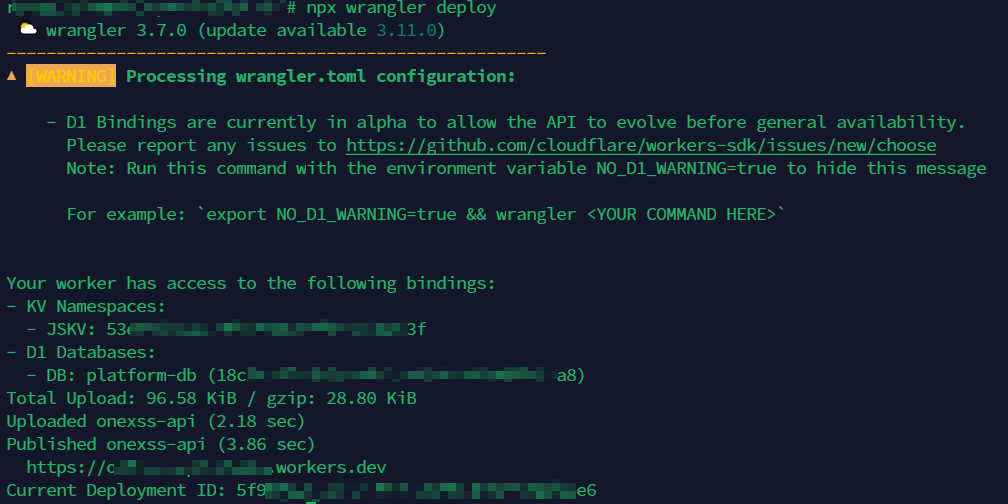 # npx wrangler deploy
wrangler 3.7.0 (update available 3.11.0)
-------------------------------------------------------
▲ [WARNING] Processing wrangler.toml configuration:
- D1 Bindings are currently in alpha to allow the API to evolve before general availability.
Please report any issues to https://github.com/cloudflare/workers-sdk/issues/new/choose
Note: Run this command with the environment variable NO_D1_WARNING=true to hide this message
For example: `export NO_D1_WARNING=true && wrangler <YOUR COMMAND HERE>`
Your worker has access to the following bindings:
- KV Namespaces:
- JSKV: 53 3f
- D1 Databases:
- DB: platform-db (18c a8)
Total Upload: 96.58 KiB / gzip: 28.80 KiB
Uploaded onexss-api (2.18 sec)
Published onexss-api (3.86 sec)
https:// .workers.dev
Current Deployment ID: 5f9 e6